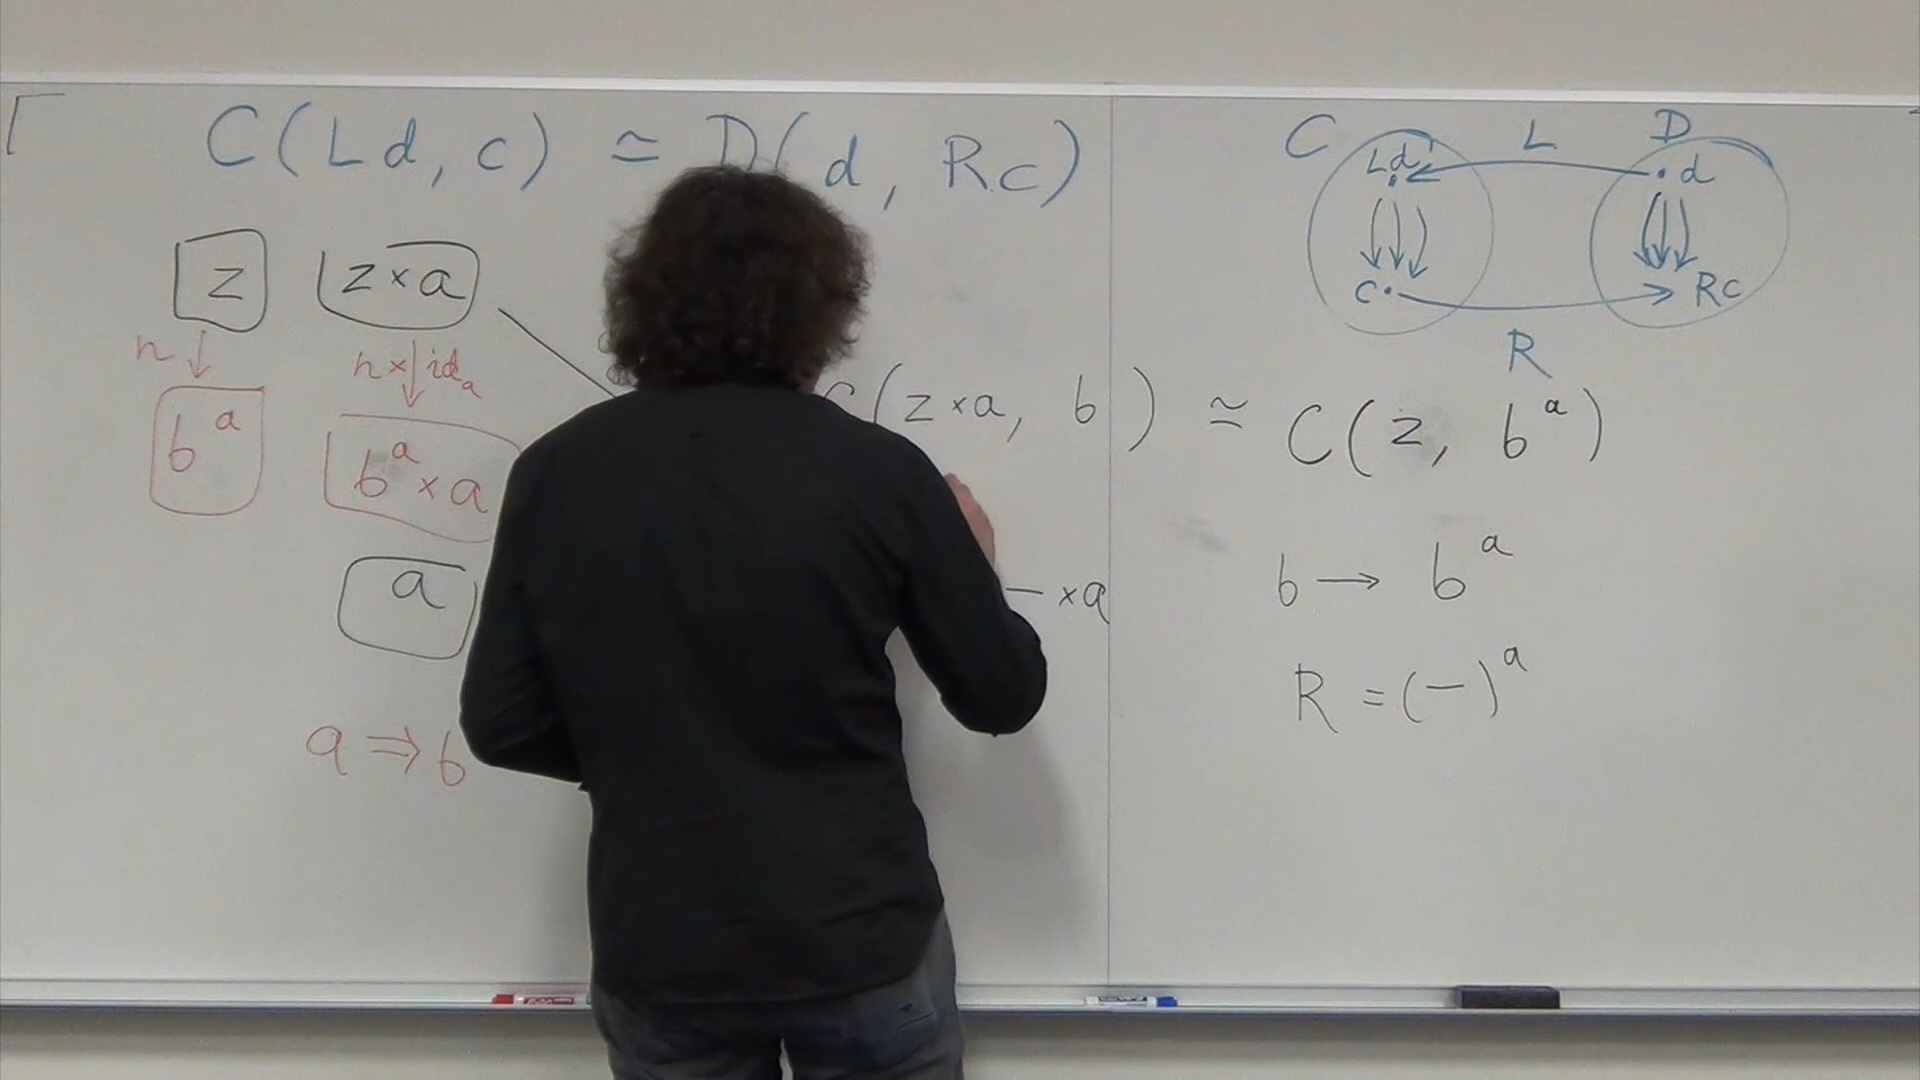 C(Ld, c) ≃ D(d, Rc)
z
z×a
h
h × id_a
b^a
b^a × a
a
a ⇒ b
C L D
Ld
d
c
Rc
R
C(z×a, b) ≃ C(z, b^a)
b → b^a
– ×a
R = (–)^a